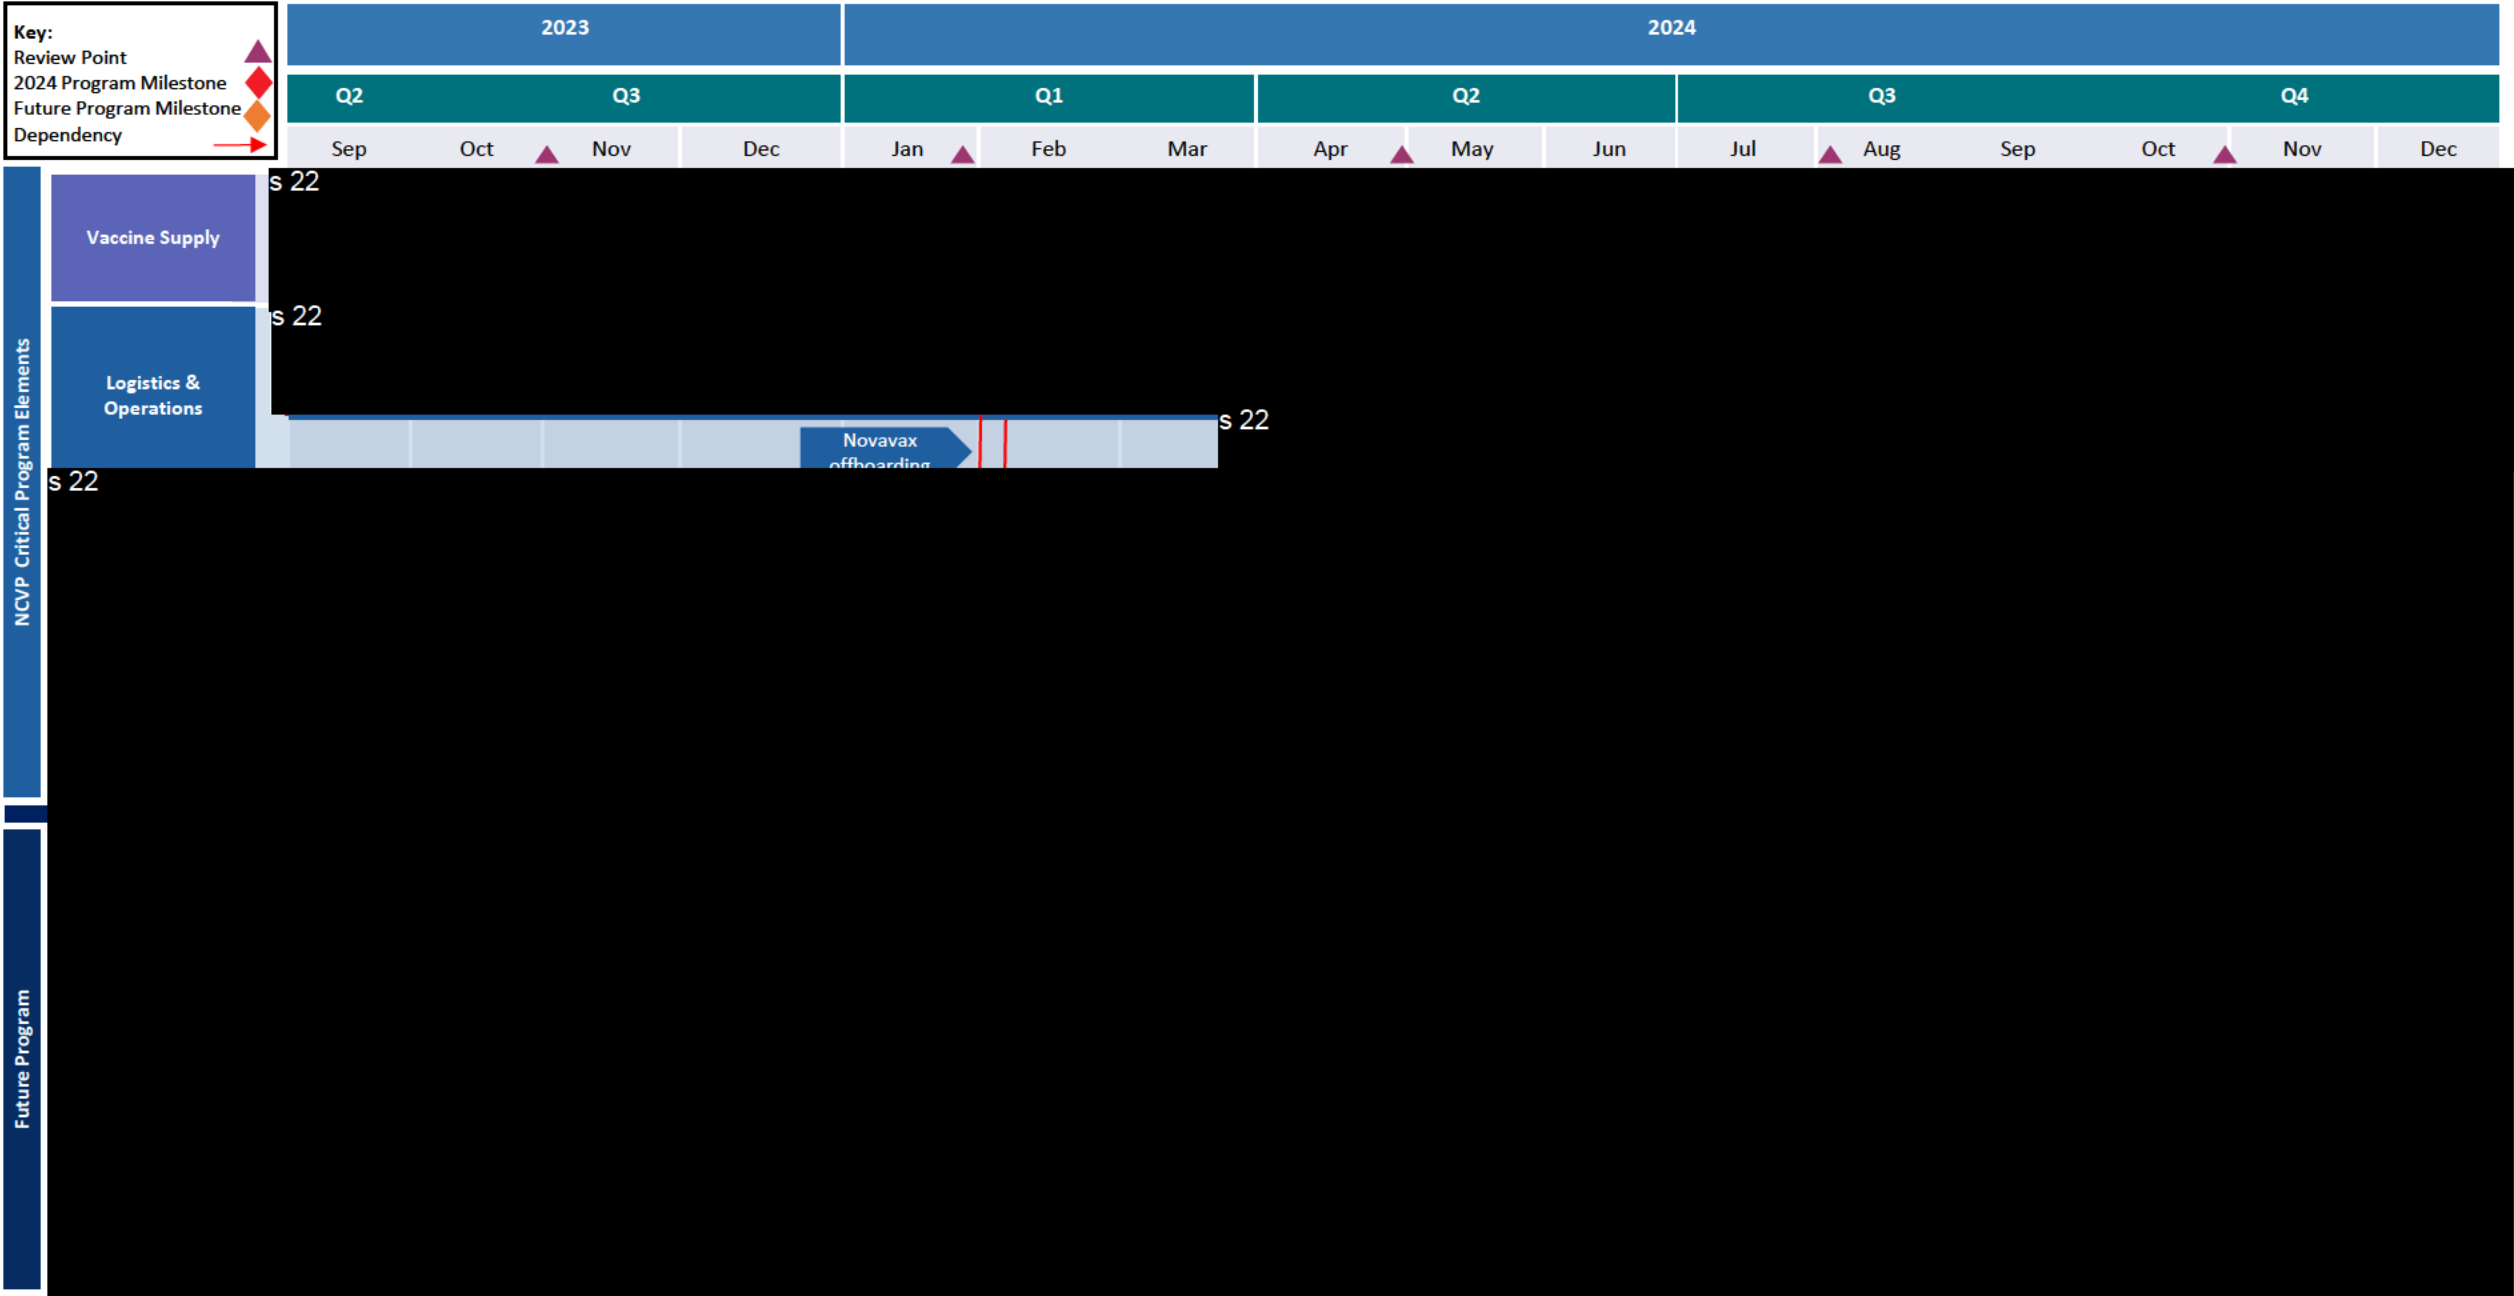 Key:
Review Point
2024 Program Milestone
Future Program Milestone
Dependency
2023
2024
Q2
Q3
Q1
Q2
Q3
Q4
Sep
Oct
Nov
Dec
Jan
Feb
Mar
Apr
May
Jun
Jul
Aug
Sep
Oct
Nov
Dec
NCVP Critical Program Elements
Vaccine Supply
s 22
s 22
Logistics &
Operations
Novavax
offboarding
s 22
s 22
Future Program